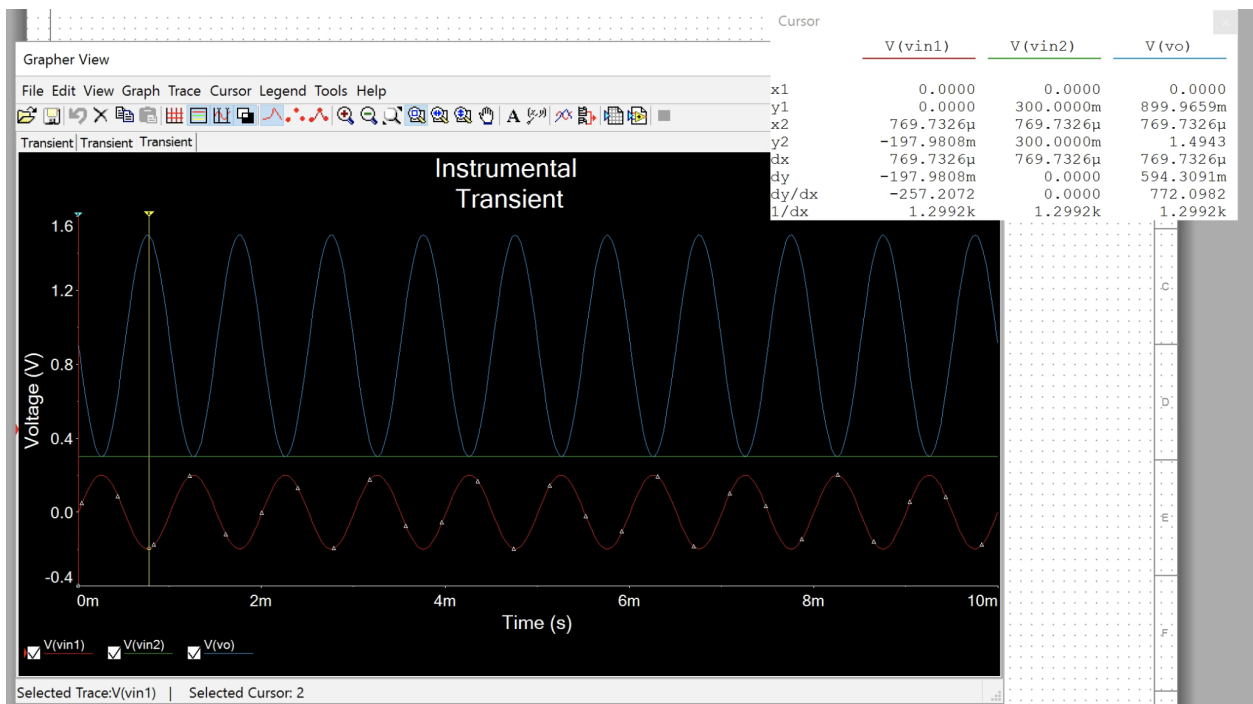 Cursor
V(vin1) V(vin2) V(vo)
x1 0.0000 0.0000 0.0000
y1 0.0000 300.0000m 899.9659m
x2 769.7326µ 769.7326µ 769.7326µ
y2 -197.9808m 300.0000m 1.4943
dx 769.7326µ 769.7326µ 769.7326µ
dy -197.9808m 0.0000 594.3091m
dy/dx -257.2072 0.0000 772.0982
1/dx 1.2992k 1.2992k 1.2992k
Grapher View
File Edit View Graph Trace Cursor Legend Tools Help
A (x,y)
Transient Transient Transient
Instrumental
Transient
Voltage (V)
1.6
1.2
0.8
0.4
0.0
-0.4
0m 2m 4m 6m 8m 10m
Time (s)
V(vin1) V(vin2) V(vo)
Selected Trace:V(vin1) | Selected Cursor: 2
C
D
E
F